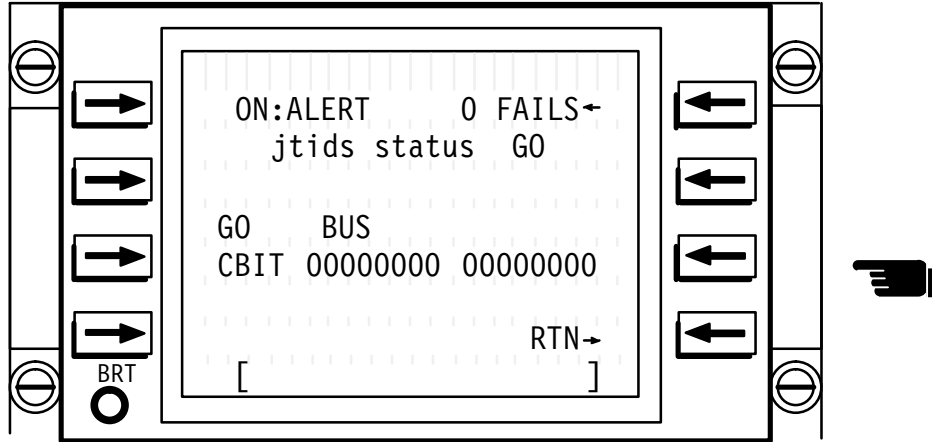 ON:ALERT 0 FAILS←
jtids status GO
GO BUS
CBIT 00000000 00000000
RTN→
[ ]
BRT